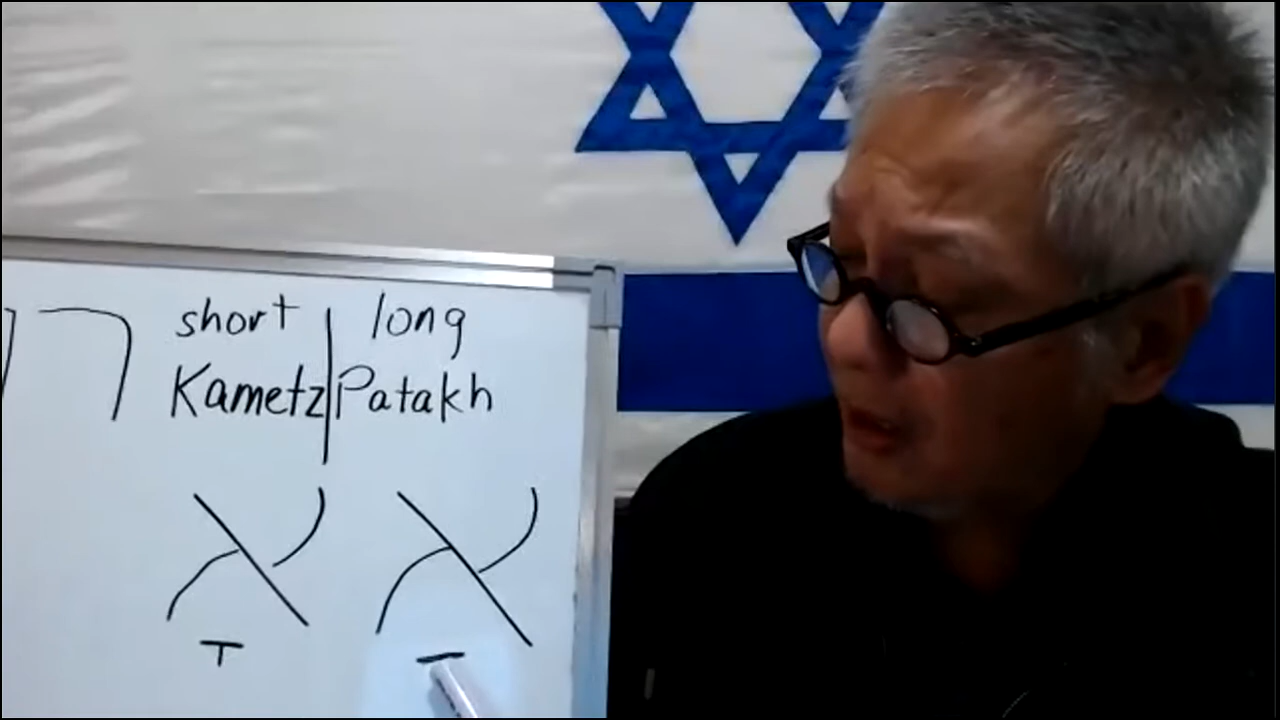 ר short | long
Kametz | Patakh
אָ אַ